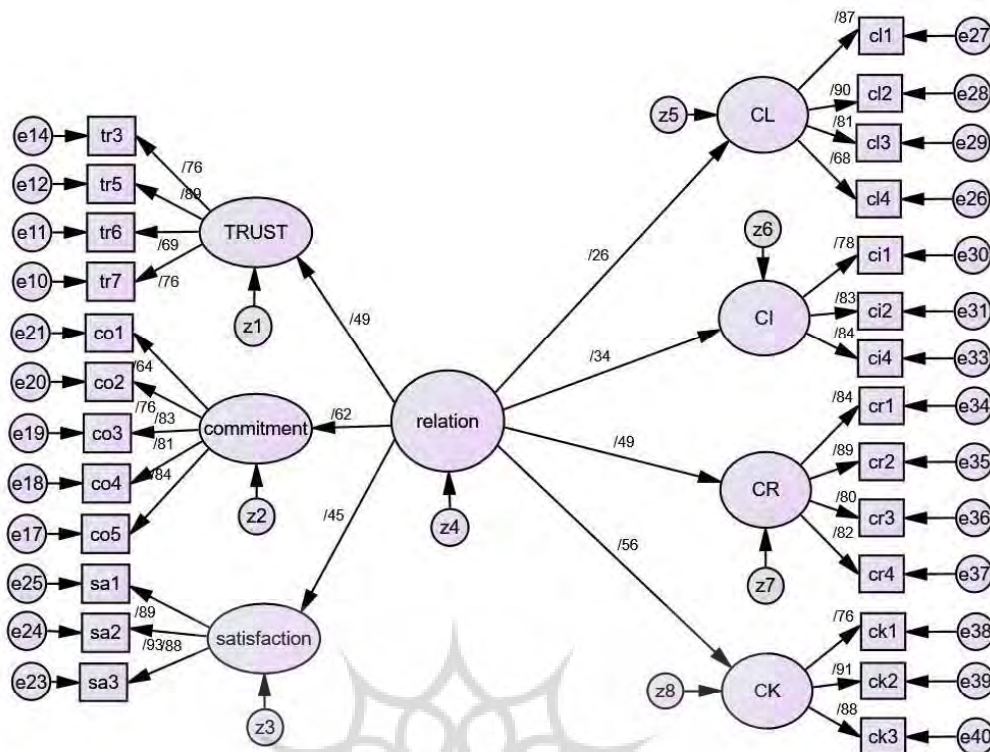 /87
cl1
e27
/90
cl2
e28
z5
CL
/81
cl3
e29
/68
cl4
e26
e14
tr3
/76
e12
tr5
/89
e11
tr6
TRUST
/69
e10
tr7
/76
z1
/49
z6
/26
/78
ci1
e30
CI
/83
ci2
e31
/84
ci4
e33
/34
e21
co1
/64
e20
co2
/76
e19
co3
/83
commitment
/62
relation
/81
e18
co4
/84
z2
e17
co5
z4
/49
/84
cr1
e34
/89
cr2
e35
CR
/80
cr3
e36
/82
z7
cr4
e37
/45
/56
e25
sa1
/89
e24
sa2
satisfaction
/93
/88
e23
sa3
z3
/76
ck1
e38
z8
CK
/91
ck2
e39
/88
ck3
e40